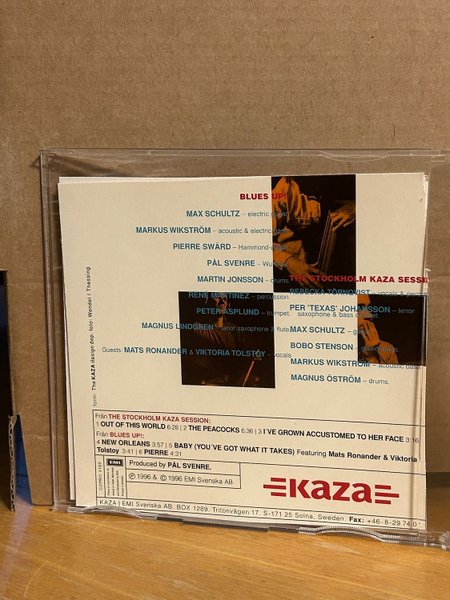 BLUES UP!:
MAX SCHULTZ – electric guitar.
MARKUS WIKSTRÖM – acoustic & electric
PIERRE SWÄRD – Hammond
PÅL SVENRE –
MARTIN JONSSON – drums.
RENÉ MARTINEZ – percussion.
PETER ASPLUND – trumpet.
MAGNUS LINDGREN – tenor saxophone & flute.
Guests: MATS RONANDER & VIKTORIA TOLSTOY – vocals.
THE STOCKHOLM KAZA SESSI
REBECKA TÖRNQVIST – vocals &
PER 'TEXAS' JOHANSSON – tenor
saxophone & bass
MAX SCHULTZ –
BOBO STENSON –
MARKUS WIKSTRÖM – acoustic bass
MAGNUS ÖSTRÖM – drums.
form: The KAZA design dep. foto: Wendel / Thessing
Från THE STOCKHOLM KAZA SESSION:
1 OUT OF THIS WORLD 6:28 | 2 THE PEACOCKS 6:36 | 3 I'VE GROWN ACCUSTOMED TO HER FACE 3:16
Från BLUES UP!:
4 NEW ORLEANS 3:57 | 5 BABY (YOU'VE GOT WHAT IT TAKES) Featuring Mats Ronander & Viktoria
Tolstoy 3:41 | 6 PIERRE 4:31
EMI
Produced by PÅL SVENRE.
℗ 1996 & © 1996 EMI Svenska AB
KAZA
KAZA | EMI Svenska AB. BOX 1289. Tritonvägen 17. S-171 25 Solna, Sweden. Fax: +46-8-29 74 0